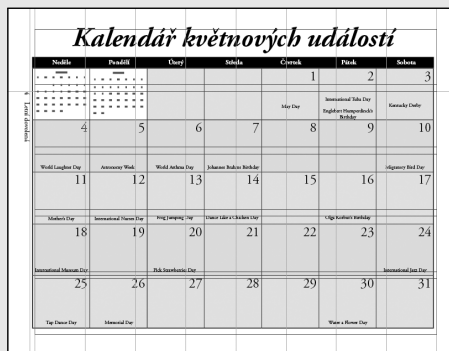 Kalendář květnových událostí
Neděle Pondělí Úterý Středa Čtvrtek Pátek Sobota
1 2 3
May Day International Tuba Day Kentucky Derby
Englebert Humperdinck's
Birthday
4 5 6 7 8 9 10
World Laughter Day Astronomy Week World Asthma Day Johannes Brahms Birthday Migratory Bird Day
11 12 13 14 15 16 17
Mother's Day International Nurses Day Frog Jumping Day Dance Like a Chicken Day Olga Korbut's Birthday
18 19 20 21 22 23 24
International Museum Day Pick Strawberries Day International Jazz Day
25 26 27 28 29 30 31
Tap Dance Day Memorial Day Water a Flower Day